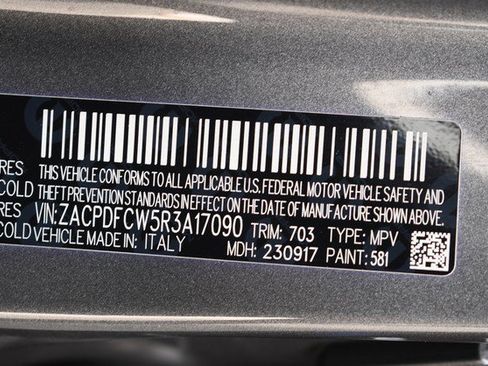 THIS VEHICLE CONFORMS TO ALL APPLICABLE U.S. FEDERAL MOTOR VEHICLE SAFETY AND
RES
THEFT PREVENTION STANDARDS IN EFFECT ON THE DATE OF MANUFACTURE SHOWN ABOVE.
COLD
VIN:ZACPDFCW5R3A17090 TRIM: 703 TYPE: MPV
RES
VEHICLE MADE IN: ITALY MDH: 230917 PAINT: 581
COLD